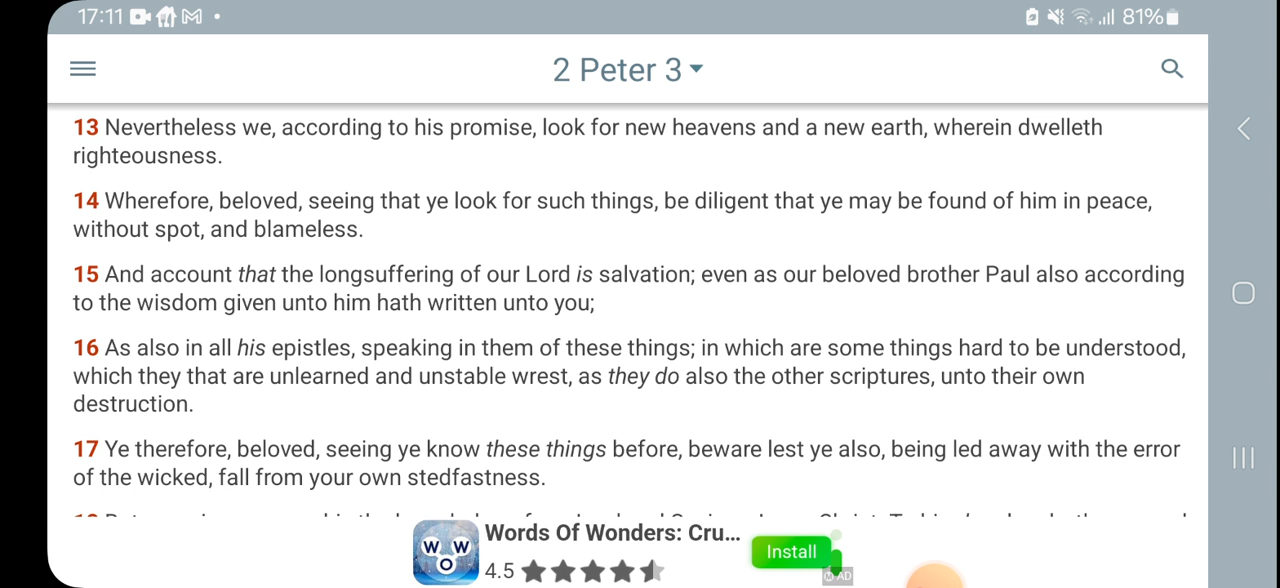 17:11 81%
2 Peter 3
13 Nevertheless we, according to his promise, look for new heavens and a new earth, wherein dwelleth
righteousness.
14 Wherefore, beloved, seeing that ye look for such things, be diligent that ye may be found of him in peace,
without spot, and blameless.
15 And account that the longsuffering of our Lord is salvation; even as our beloved brother Paul also according
to the wisdom given unto him hath written unto you;
16 As also in all his epistles, speaking in them of these things; in which are some things hard to be understood,
which they that are unlearned and unstable wrest, as they do also the other scriptures, unto their own
destruction.
17 Ye therefore, beloved, seeing ye know these things before, beware lest ye also, being led away with the error
of the wicked, fall from your own stedfastness.
WOW
Words Of Wonders: Cru...
4.5
Install
AD